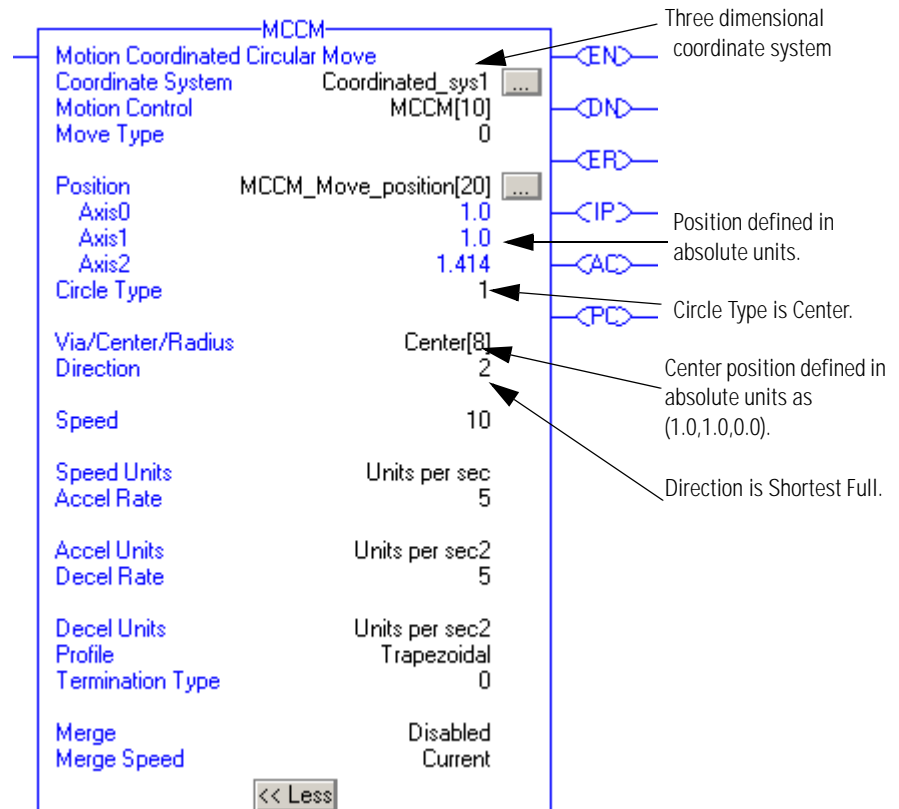 MCCM
Motion Coordinated Circular Move
Coordinate System Coordinated_sys1 ...
Motion Control MCCM[10]
Move Type 0
Position MCCM_Move_position[20] ...
Axis0 1.0
Axis1 1.0
Axis2 1.414
Circle Type 1
Via/Center/Radius Center[8]
Direction 2
Speed 10
Speed Units Units per sec
Accel Rate 5
Accel Units Units per sec2
Decel Rate 5
Decel Units Units per sec2
Profile Trapezoidal
Termination Type 0
Merge Disabled
Merge Speed Current
<< Less
EN
DN
ER
IP
AC
PC
Three dimensional
coordinate system
Position defined in
absolute units.
Circle Type is Center.
Center position defined in
absolute units as
(1.0,1.0,0.0).
Direction is Shortest Full.